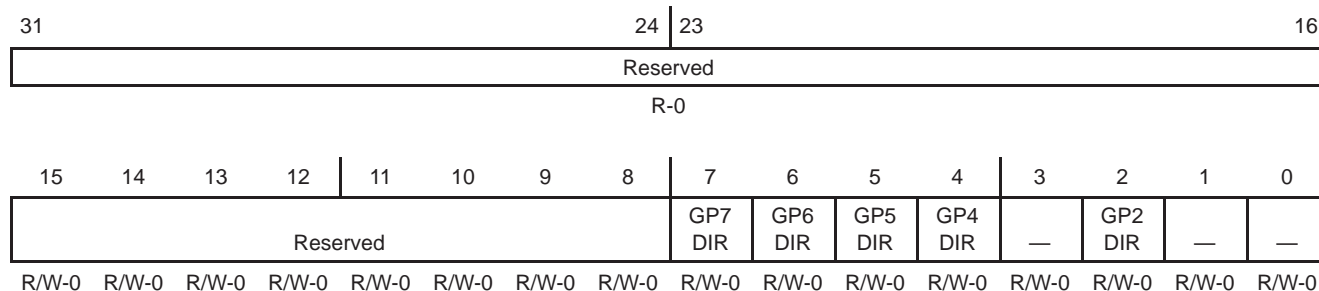 31 24 23 16
Reserved
R-0
15 14 13 12 11 10 9 8 7 6 5 4 3 2 1 0
GP7 GP6 GP5 GP4 GP2
Reserved DIR DIR DIR DIR — DIR — —
R/W-0 R/W-0 R/W-0 R/W-0 R/W-0 R/W-0 R/W-0 R/W-0 R/W-0 R/W-0 R/W-0 R/W-0 R/W-0 R/W-0 R/W-0 R/W-0